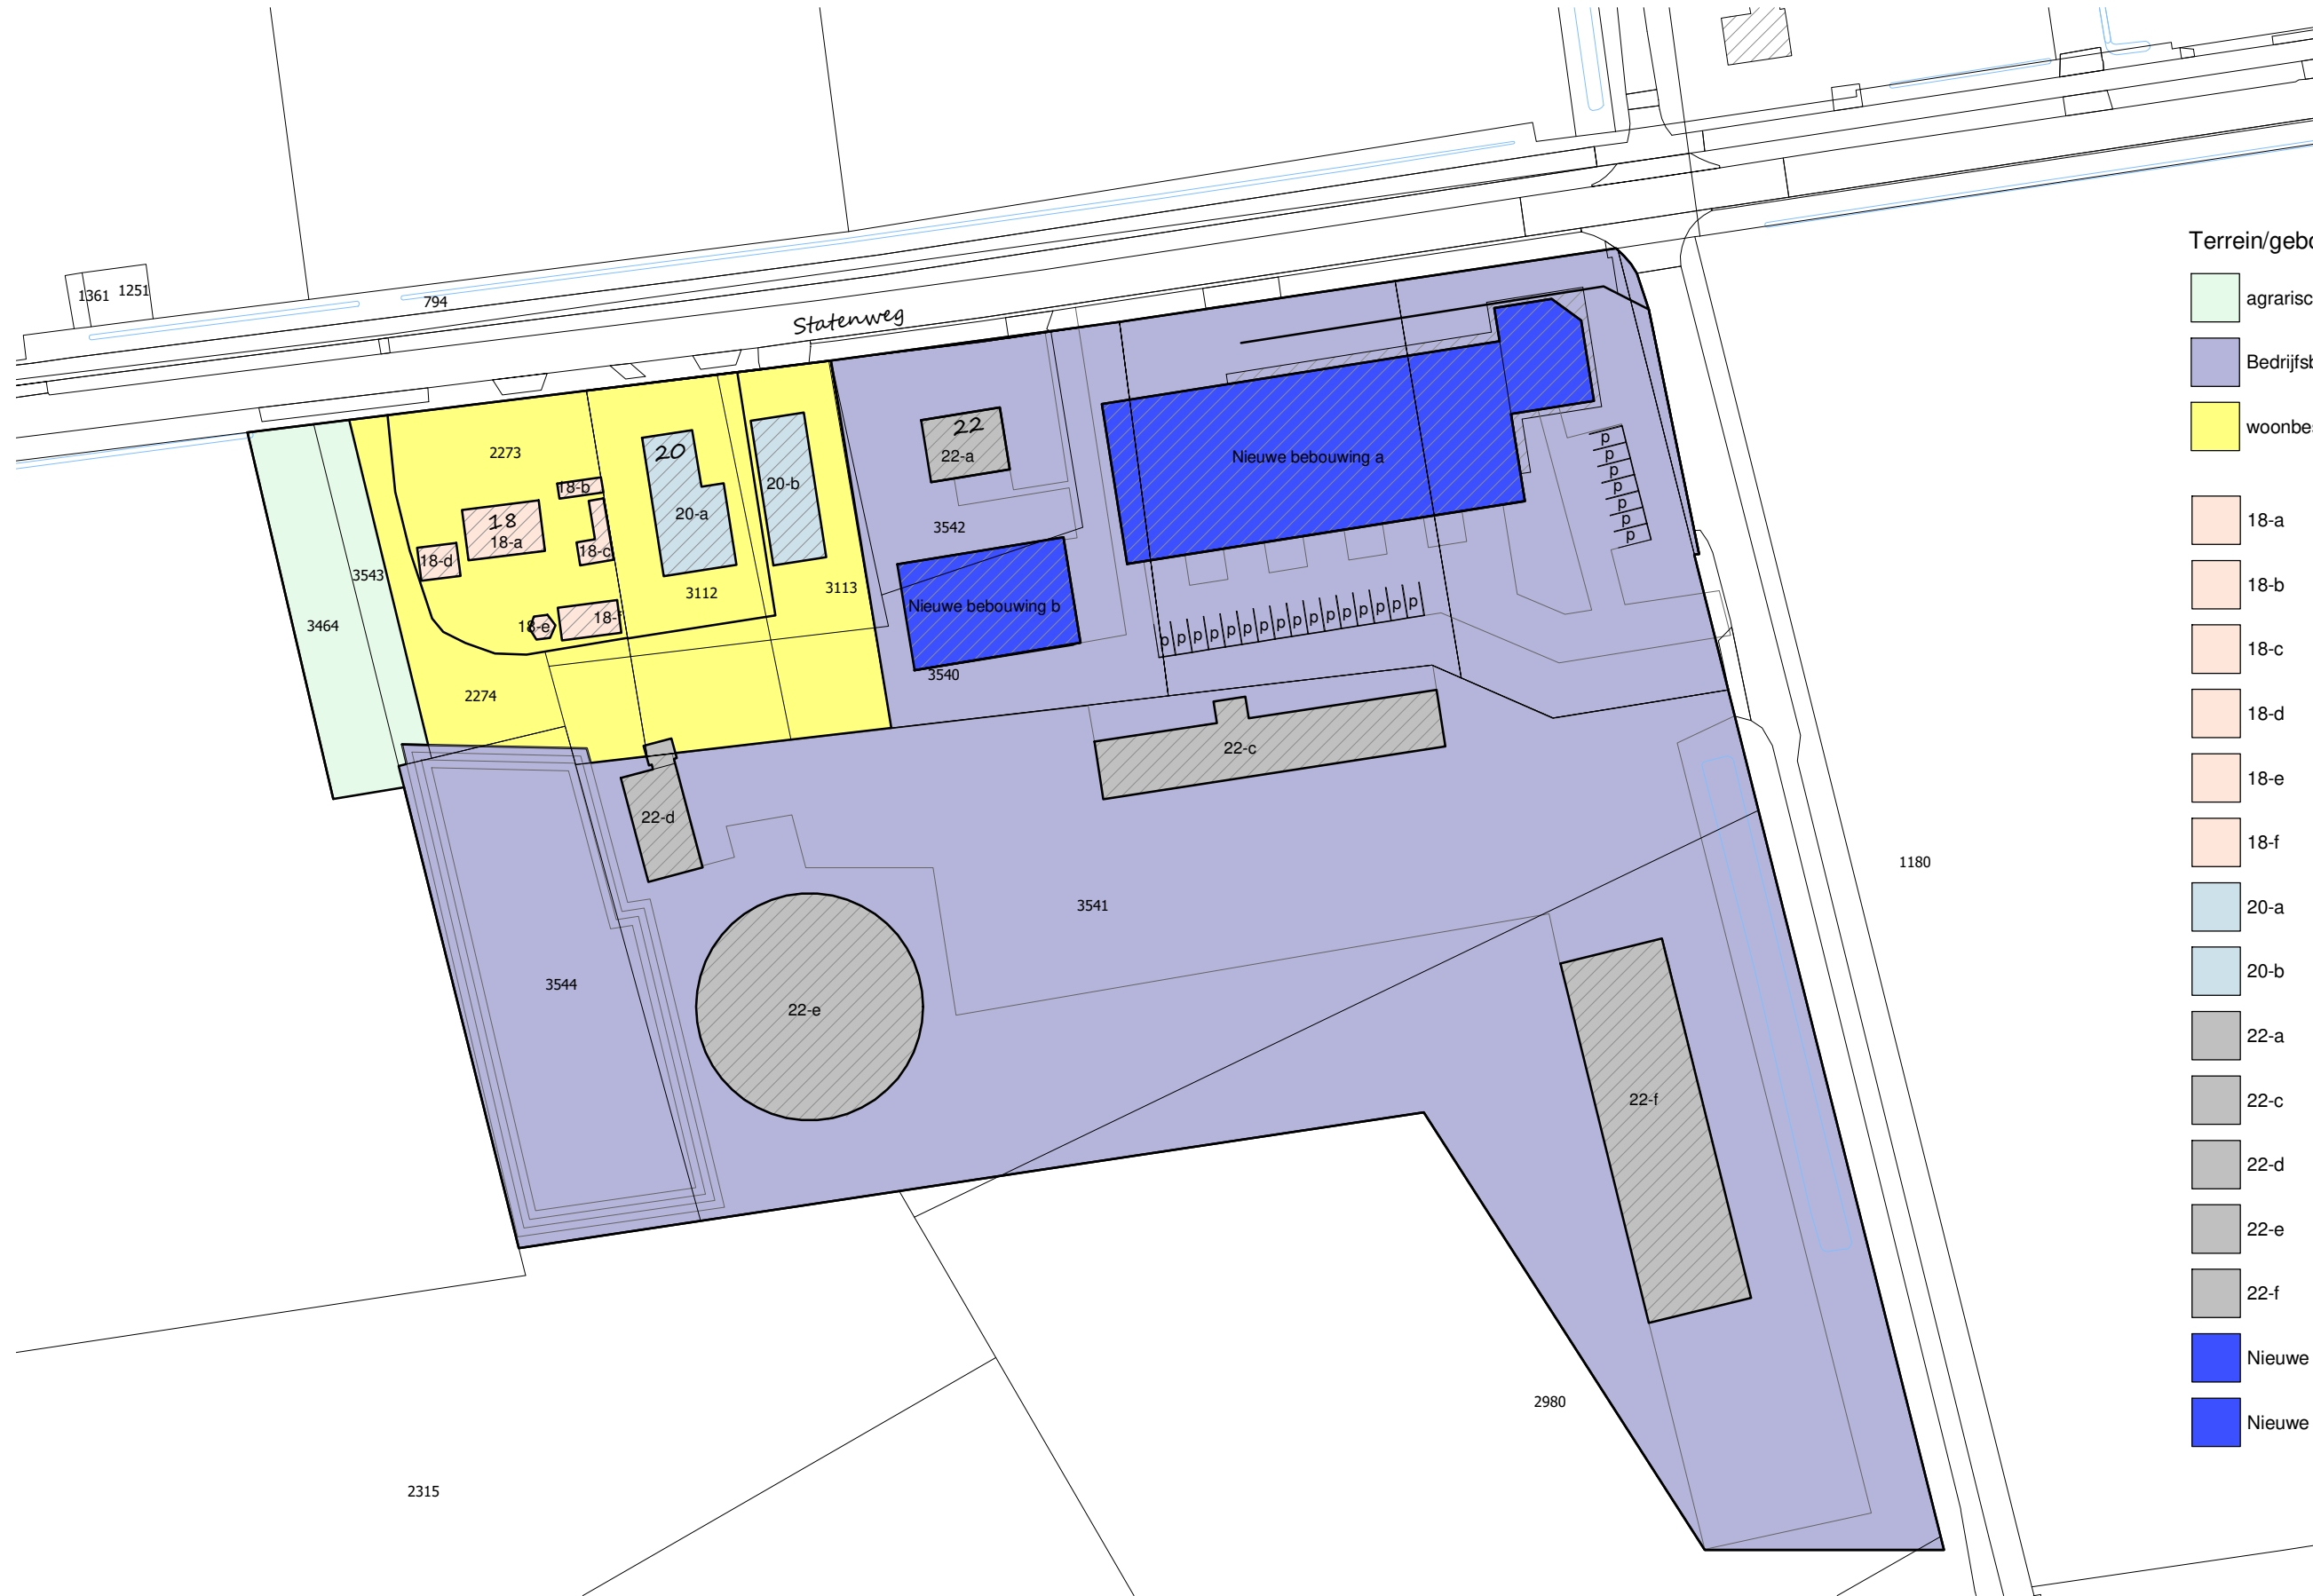 1361
1251
794
Statenweg
2273
18-b
18
18-a
18-c
18-d
3543
3464
18-e
18-
2274
20
20-a
20-b
3112
3113
22
22-a
3542
Nieuwe bebouwing a
Nieuwe bebouwing b
3540
p
p
p
p
p
p
p
p p p p p p p p p p p p p p p p
22-c
22-d
3541
1180
3544
22-e
22-f
2980
2315
Terrein/gebo
agrarisc
Bedrijfsb
woonbes
18-a
18-b
18-c
18-d
18-e
18-f
20-a
20-b
22-a
22-c
22-d
22-e
22-f
Nieuwe
Nieuwe